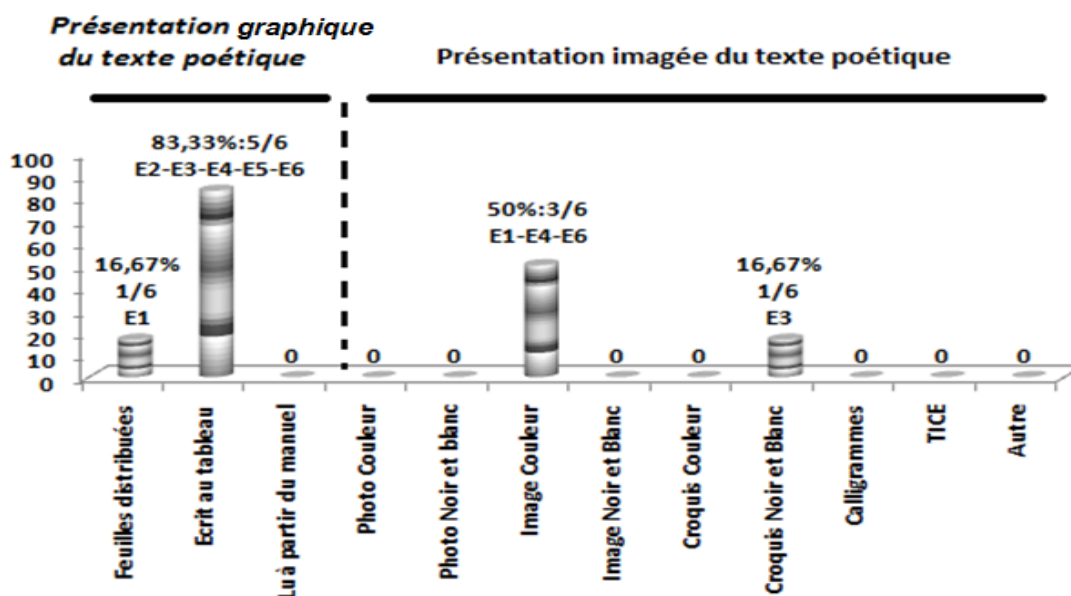 Présentation graphique
du texte poétique
Présentation imagée du texte poétique
83,33%:5/6
E2-E3-E4-E5-E6
50%:3/6
E1-E4-E6
16,67%
1/6
E1
16,67%
1/6
E3
0
0
0
0
0
0
0
0
100
90
80
70
60
50
40
30
20
10
0
Feuilles distribuées
Ecrit au tableau
Lu à partir du manuel
Photo Couleur
Photo Noir et blanc
Image Couleur
Image Noir et Blanc
Croquis Couleur
Croquis Noir et Blanc
Calligrammes
TICE
Autre